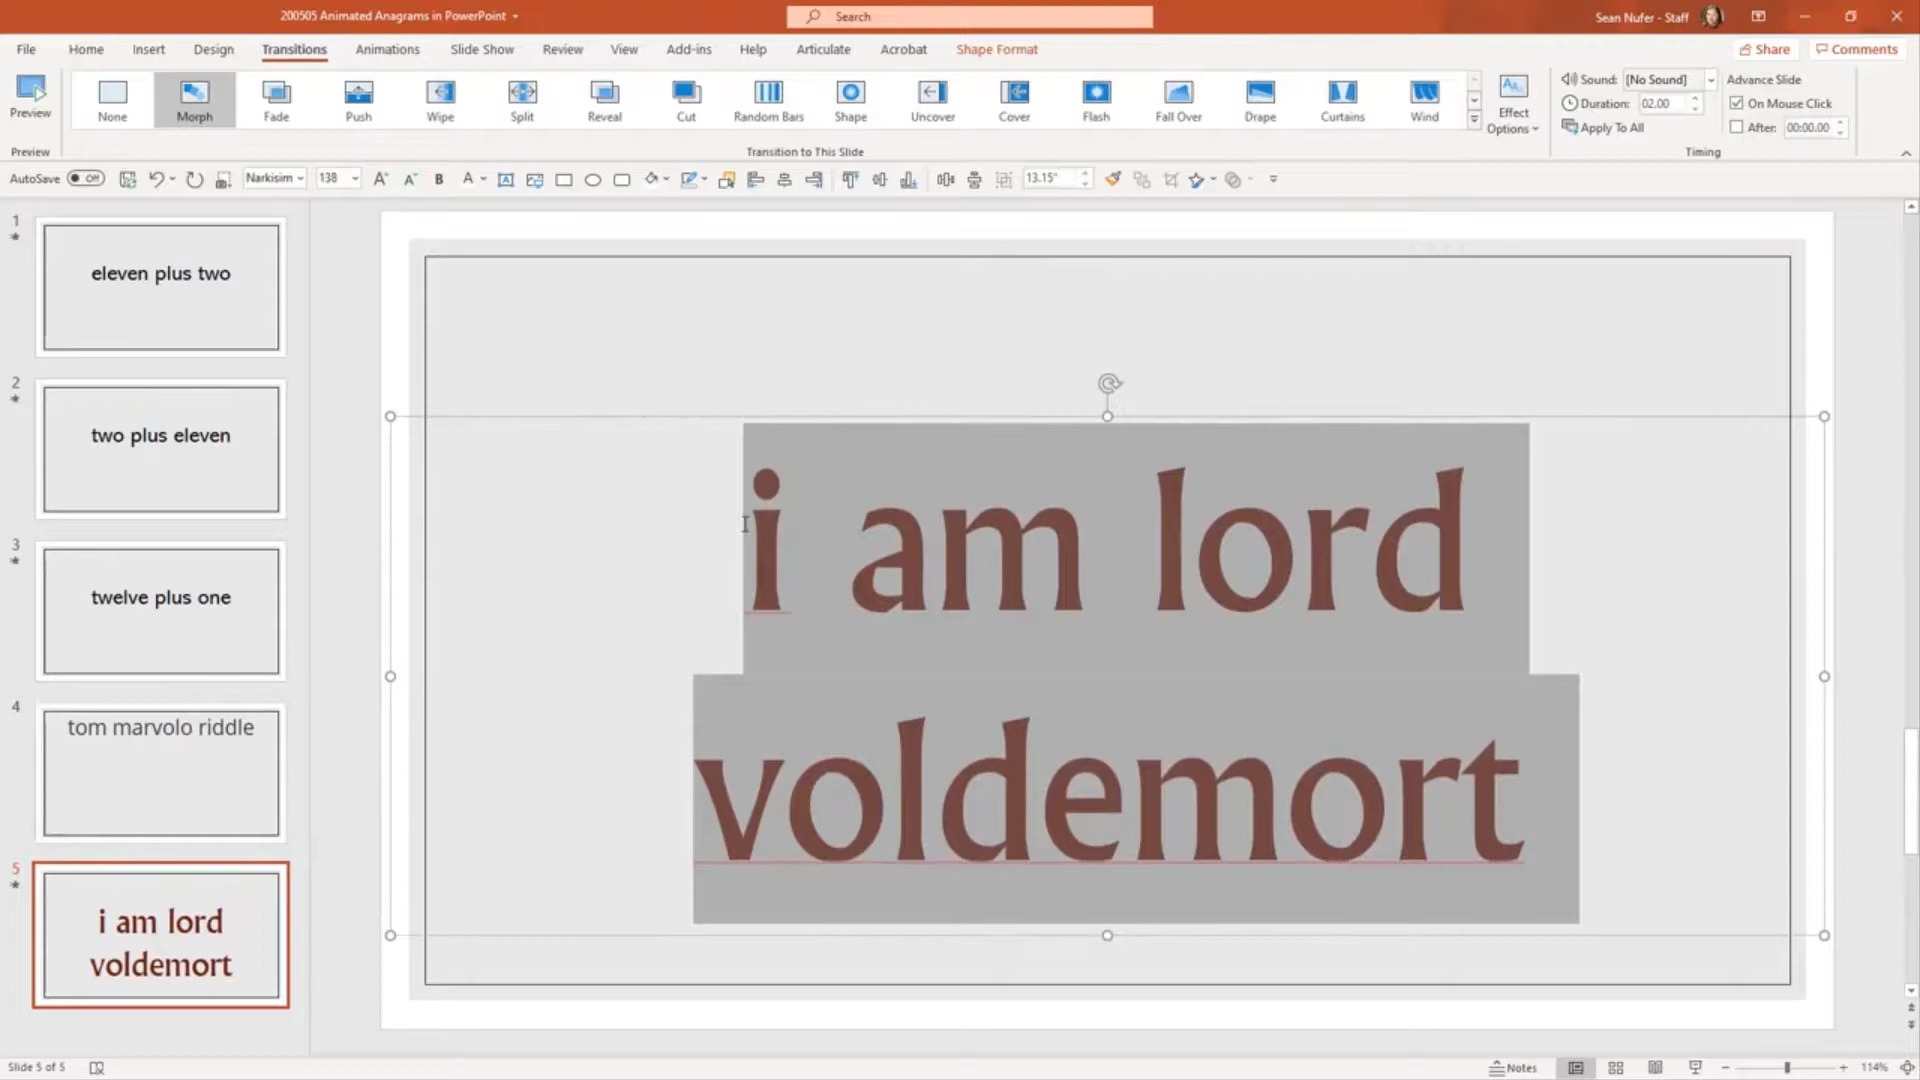 200505 Animated Anagrams in PowerPoint
Search
Sean Nufer - Staff
File Home Insert Design Transitions Animations Slide Show Review View Add-ins Help Articulate Acrobat Shape Format Share Comments
Preview None Morph Fade Push Wipe Split Reveal Cut Random Bars Shape Uncover Cover Flash Fall Over Drape Curtains Wind Effect Options
Sound: [No Sound] Advance Slide
Duration: 02.00 On Mouse Click
Apply To All After: 00:00.00
Preview Transition to This Slide Timing
AutoSave Off Narkisim 138 A A B A 13.15"
1
eleven plus two
2
two plus eleven
3
twelve plus one
4
tom marvolo riddle
5
i am lord
voldemort
i am lord
voldemort
Slide 5 of 5 Notes 114%